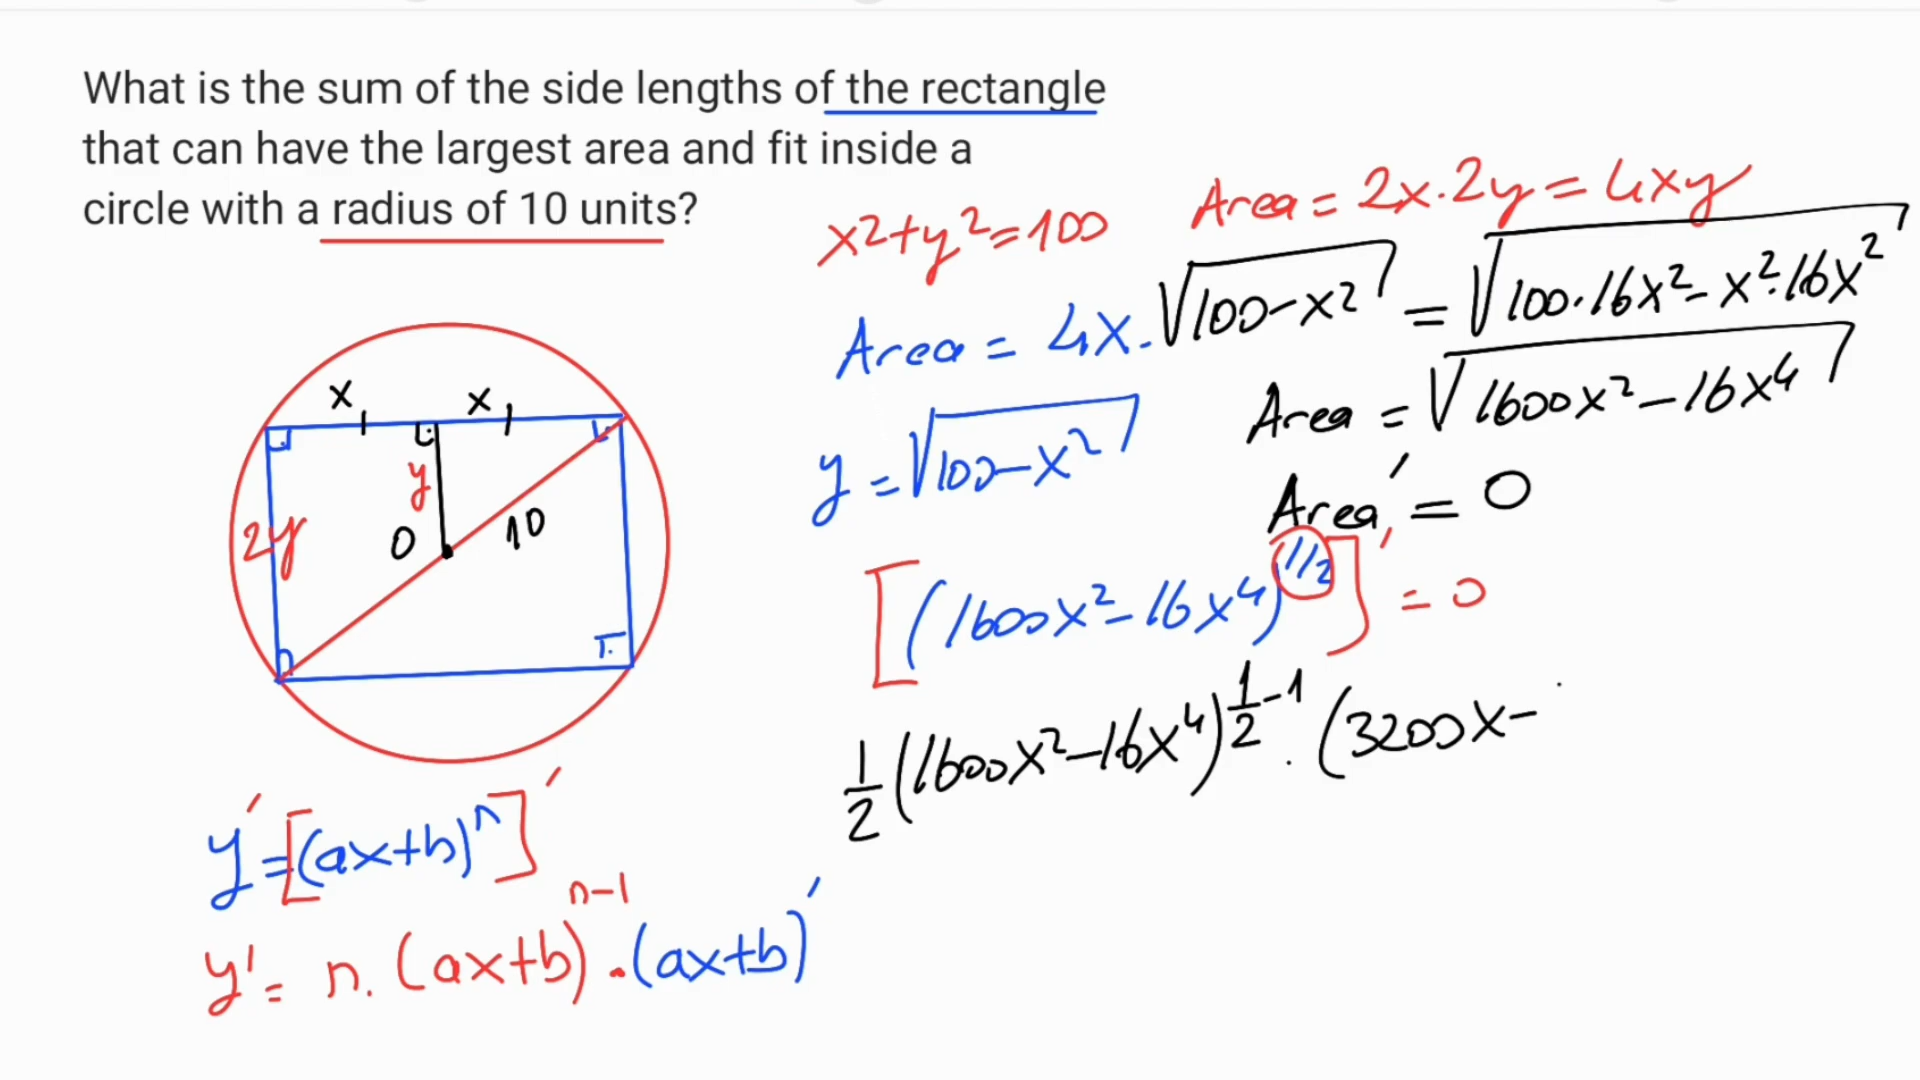 What is the sum of the side lengths of the rectangle
that can have the largest area and fit inside a
circle with a radius of 10 units?
x²+y²=100
Area = 2x.2y = 4xy
Area = 4x.√100-x² = √100.16x²-x².16x²
y = √100-x²
Area = √1600x²-16x⁴
Area' = 0
[(1600x²-16x⁴)^1/2]' = 0
1/2(1600x²-16x⁴)^1/2-1 . (3200x-
x x
y
2y
O
10
y' = [(ax+b)ⁿ]'
y' = n.(ax+b)ⁿ⁻¹.(ax+b)'